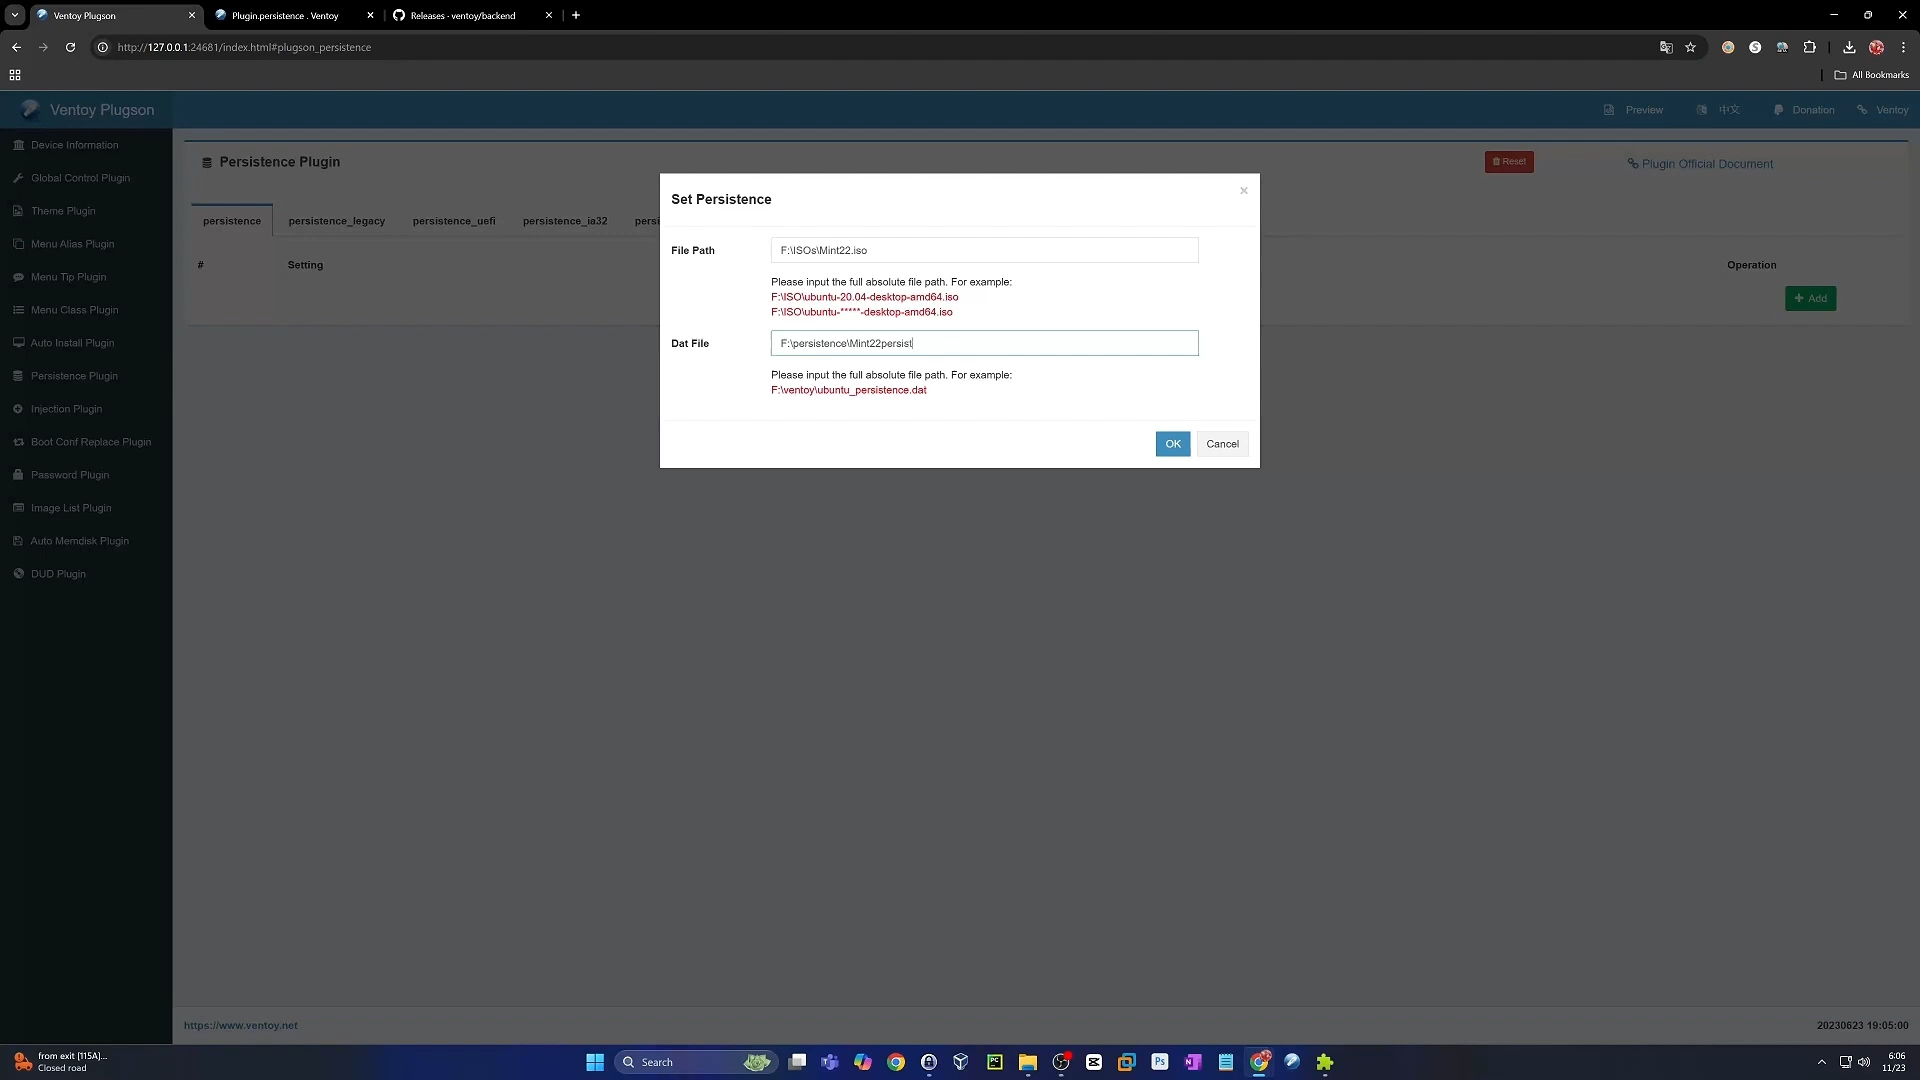 Ventoy Plugson
Plugin.persistence . Ventoy
Releases · ventoy/backend
http://127.0.0.1:24681/index.html#plugson_persistence
All Bookmarks
Ventoy Plugson
Preview
中文
Donation
Ventoy
Device Information
Global Control Plugin
Theme Plugin
Menu Alias Plugin
Menu Tip Plugin
Menu Class Plugin
Auto Install Plugin
Persistence Plugin
Injection Plugin
Boot Conf Replace Plugin
Password Plugin
Image List Plugin
Auto Memdisk Plugin
DUD Plugin
Persistence Plugin
Reset
Plugin Official Document
persistence
persistence_legacy
persistence_uefi
persistence_ia32
persi
#
Setting
Operation
Add
Set Persistence
×
File Path
F:\ISOs\Mint22.iso
Please input the full absolute file path. For example:
F:\ISO\ubuntu-20.04-desktop-amd64.iso
F:\ISO\ubuntu-*****-desktop-amd64.iso
Dat File
F:\persistence\Mint22persist
Please input the full absolute file path. For example:
F:\ventoy\ubuntu_persistence.dat
OK
Cancel
https://www.ventoy.net
20230623 19:05:00
from exit [115A]...
Closed road
Search
PC
Ps
N
6:06
11/23